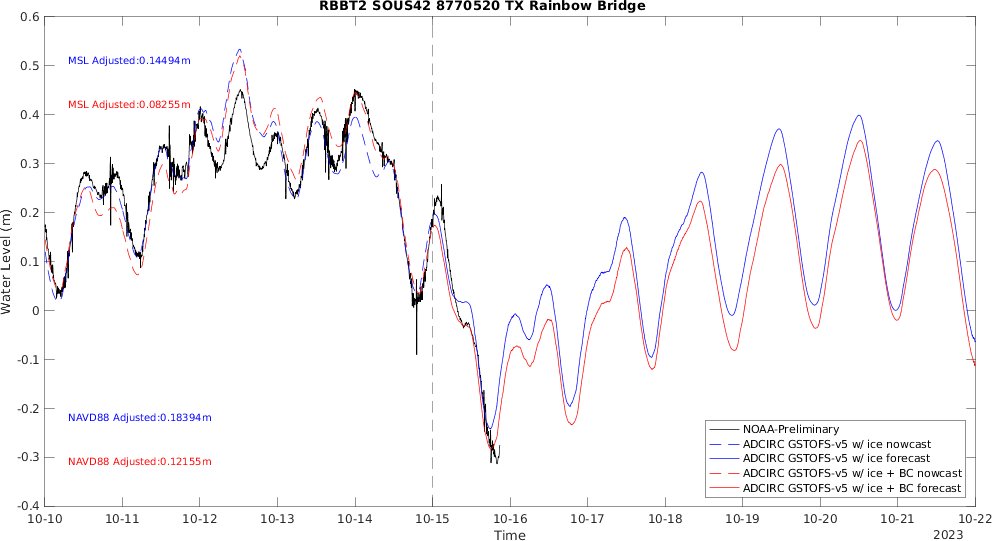 RBBT2 SOUS42 8770520 TX Rainbow Bridge
0.6
0.5
0.4
0.3
0.2
0.1
0
-0.1
-0.2
-0.3
-0.4
Water Level (m)
MSL Adjusted:0.14494m
MSL Adjusted:0.08255m
NAVD88 Adjusted:0.18394m
NAVD88 Adjusted:0.12155m
NOAA-Preliminary
ADCIRC GSTOFS-v5 w/ ice nowcast
ADCIRC GSTOFS-v5 w/ ice forecast
ADCIRC GSTOFS-v5 w/ ice + BC nowcast
ADCIRC GSTOFS-v5 w/ ice + BC forecast
10-10 10-11 10-12 10-13 10-14 10-15 10-16 10-17 10-18 10-19 10-20 10-21 10-22
Time
2023